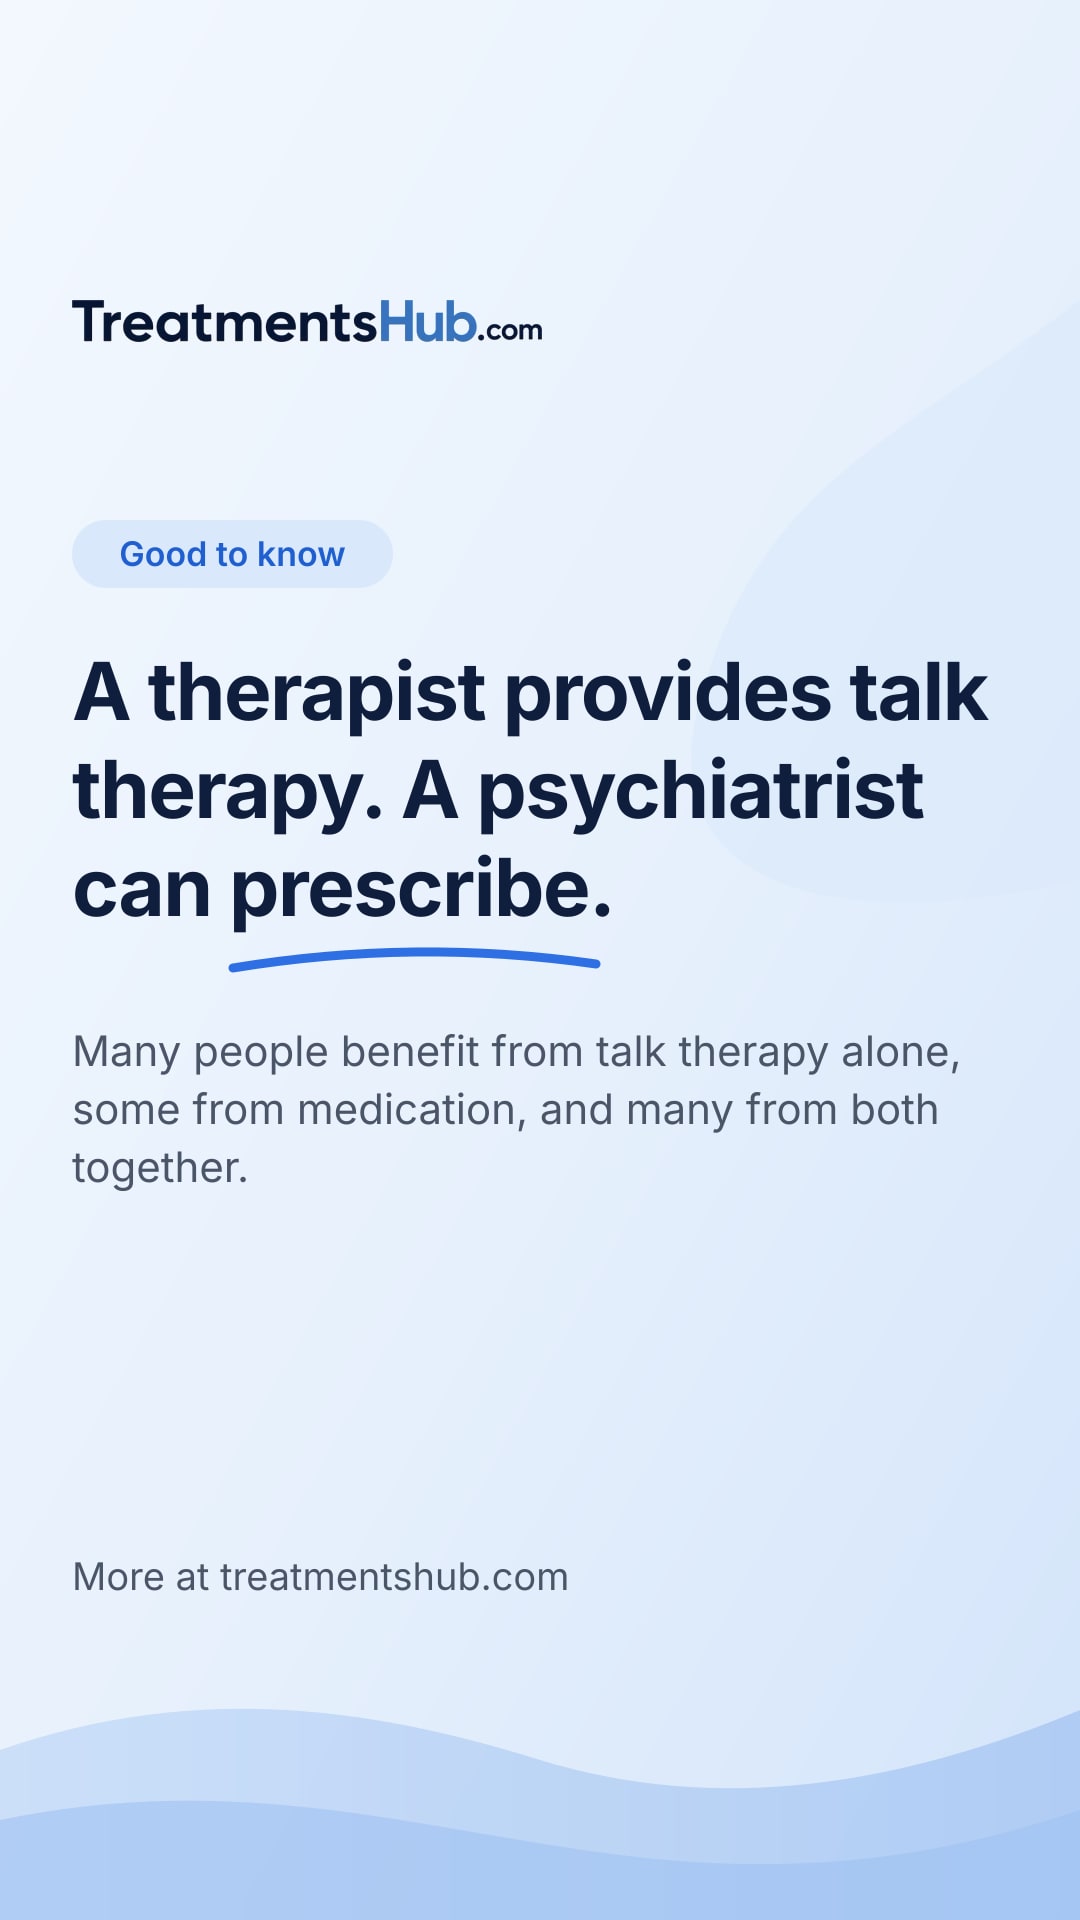 TreatmentsHub.com
Good to know
A therapist provides talk
therapy. A psychiatrist
can prescribe.
Many people benefit from talk therapy alone,
some from medication, and many from both
together.
More at treatmentshub.com